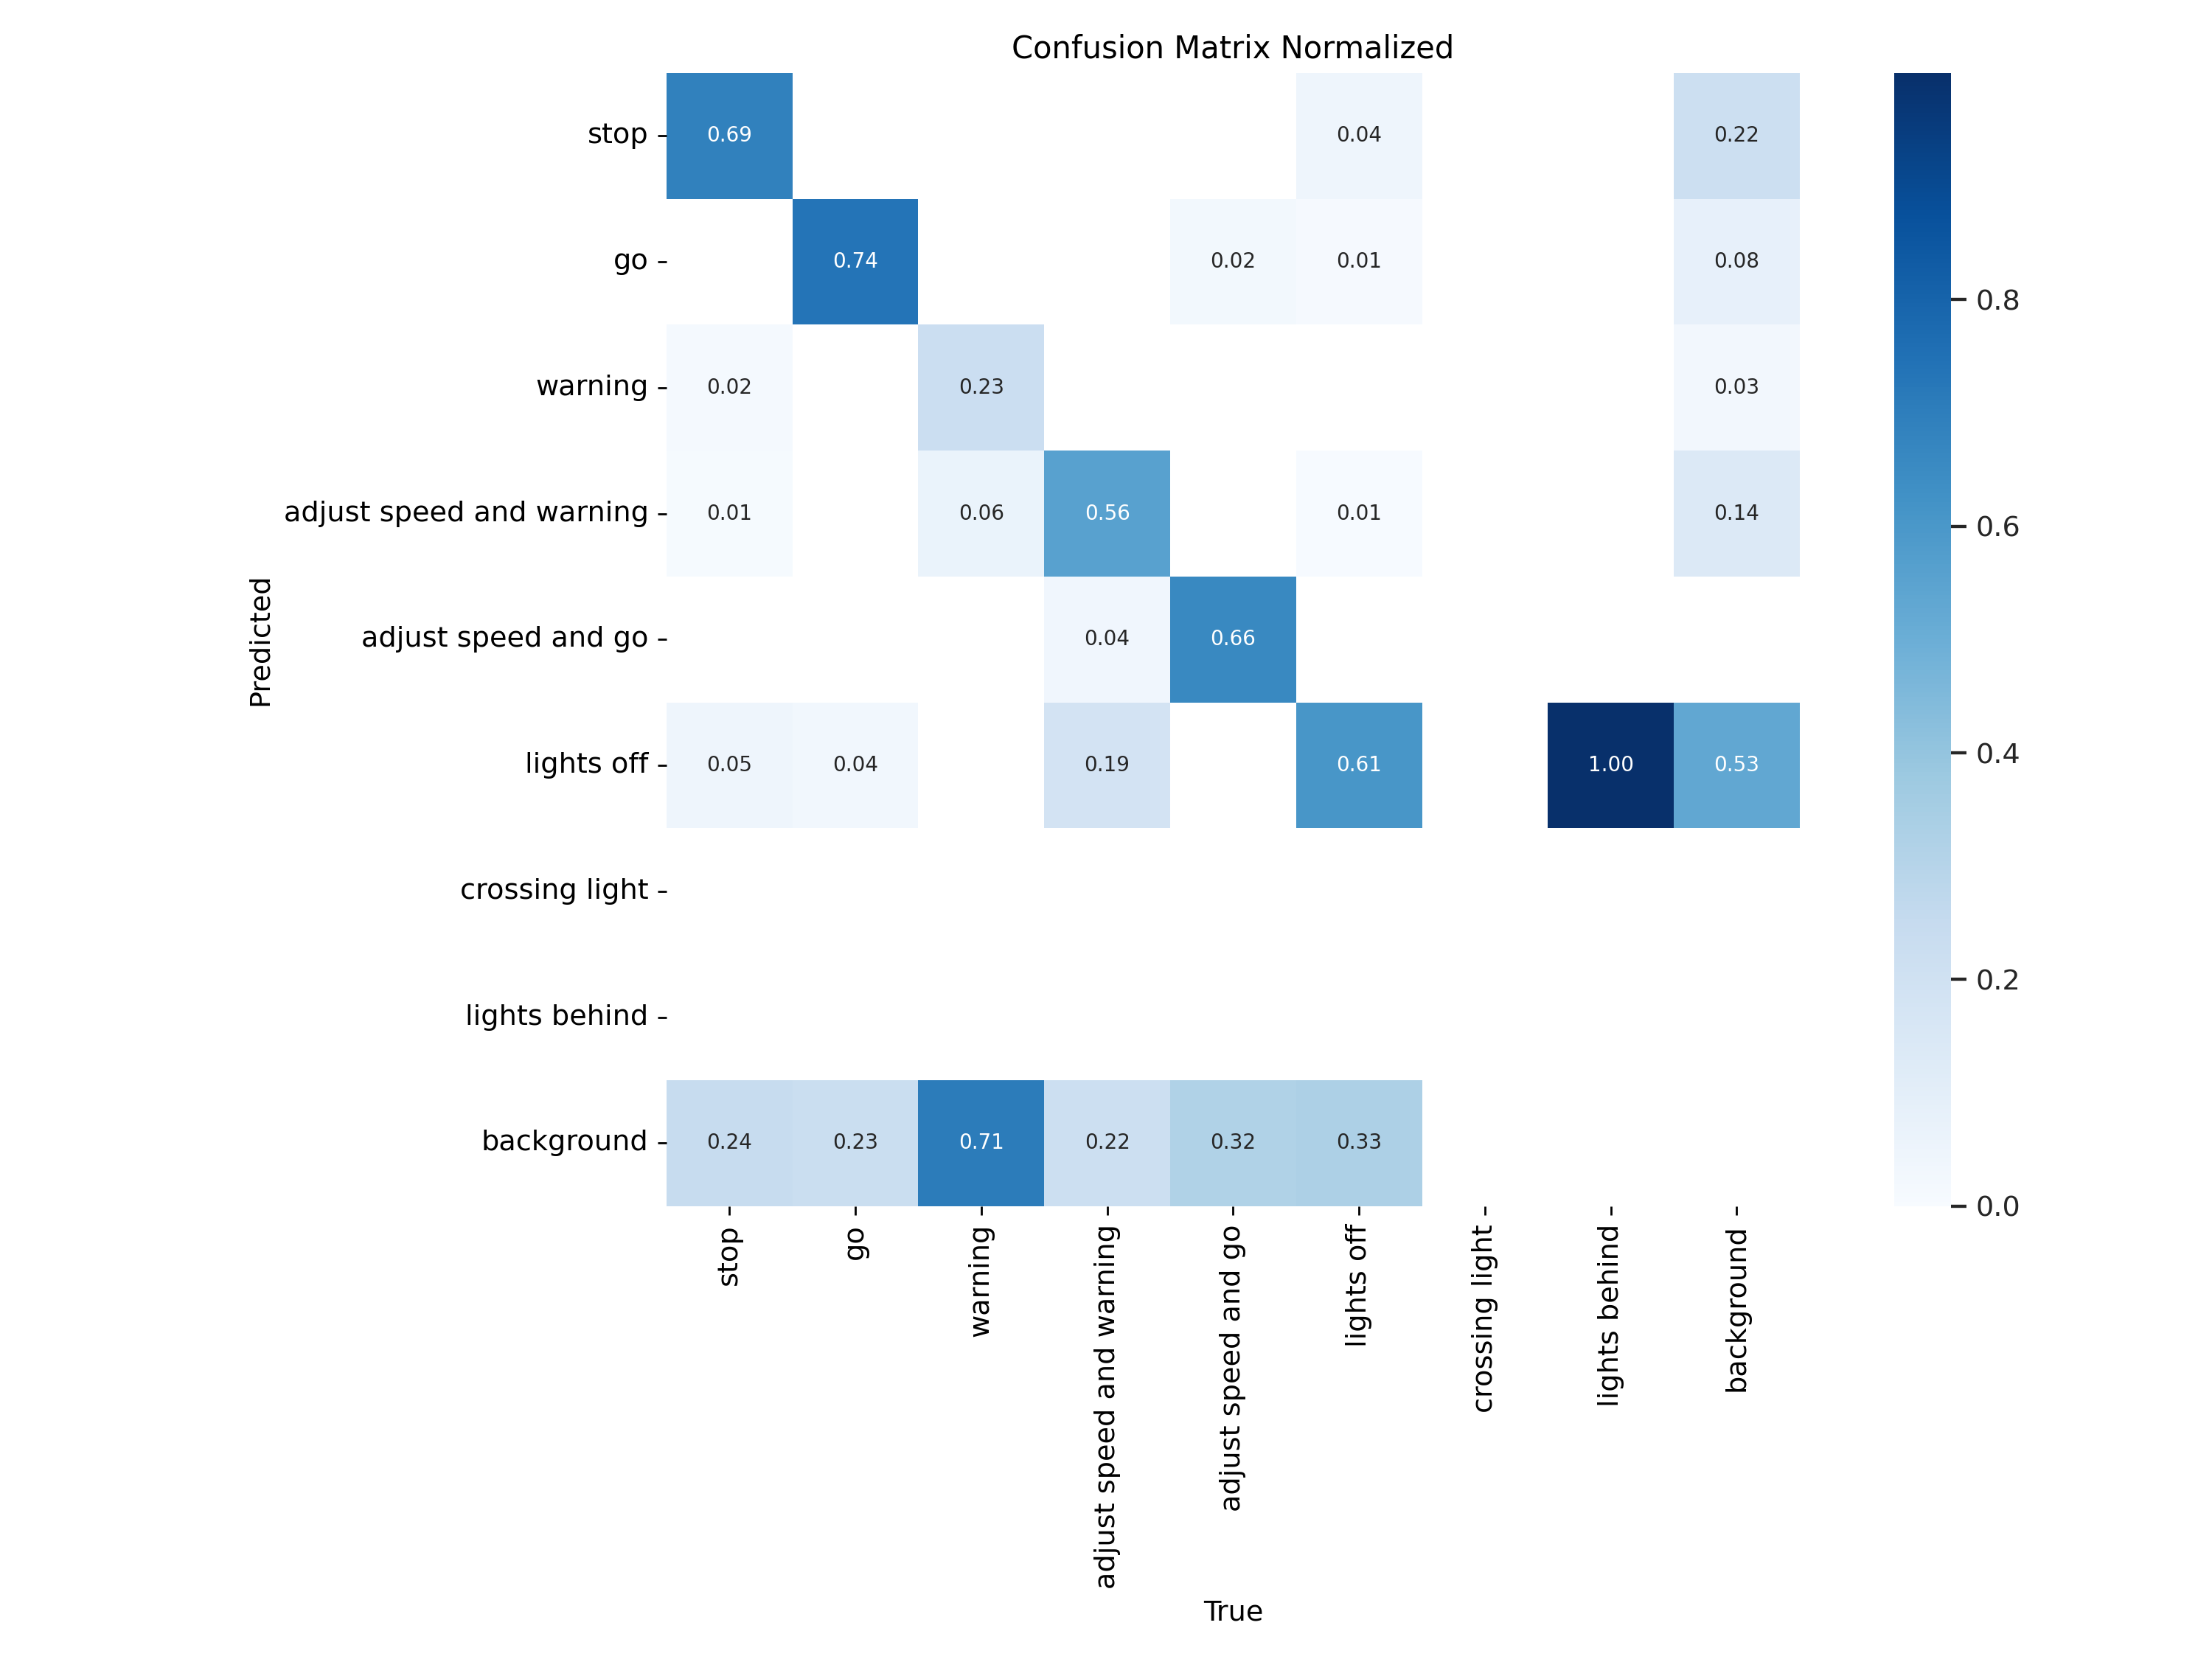 Confusion Matrix Normalized
stop
0.69
0.04
0.22
go
0.74
0.02
0.01
0.08
0.8
warning
0.02
0.23
0.03
adjust speed and warning
0.01
0.06
0.56
0.01
0.14
0.6
Predicted
adjust speed and go
0.04
0.66
lights off
0.05
0.04
0.19
0.61
1.00
0.53
0.4
crossing light
lights behind
0.2
background
0.24
0.23
0.71
0.22
0.32
0.33
0.0
stop
go
warning
adjust speed and warning
adjust speed and go
lights off
crossing light
lights behind
background
True